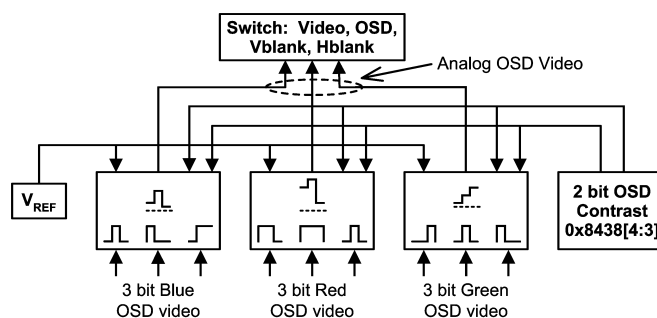 Switch: Video, OSD,
Vblank, Hblank
Analog OSD Video
VREF
2 bit OSD
Contrast
0x8438[4:3]
3 bit Blue
OSD video
3 bit Red
OSD video
3 bit Green
OSD video